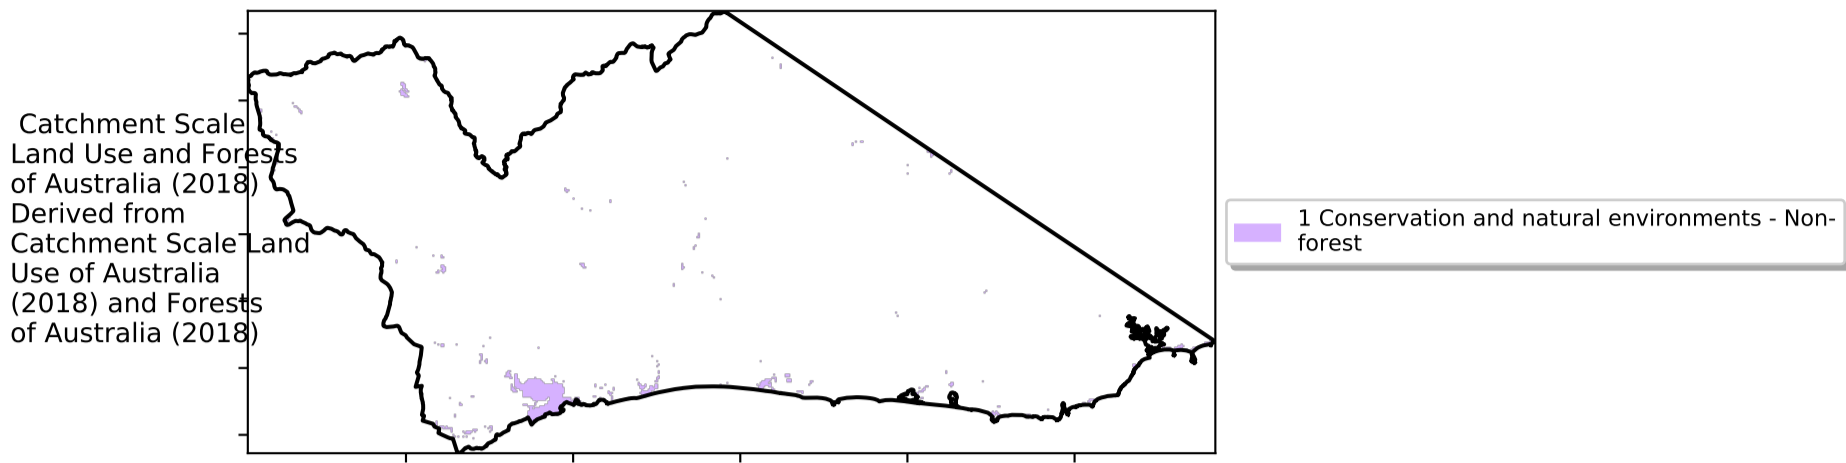 Catchment Scale
Land Use and Forests
of Australia (2018)
Derived from
Catchment Scale Land
Use of Australia
(2018) and Forests
of Australia (2018)
1 Conservation and natural environments - Non-
forest